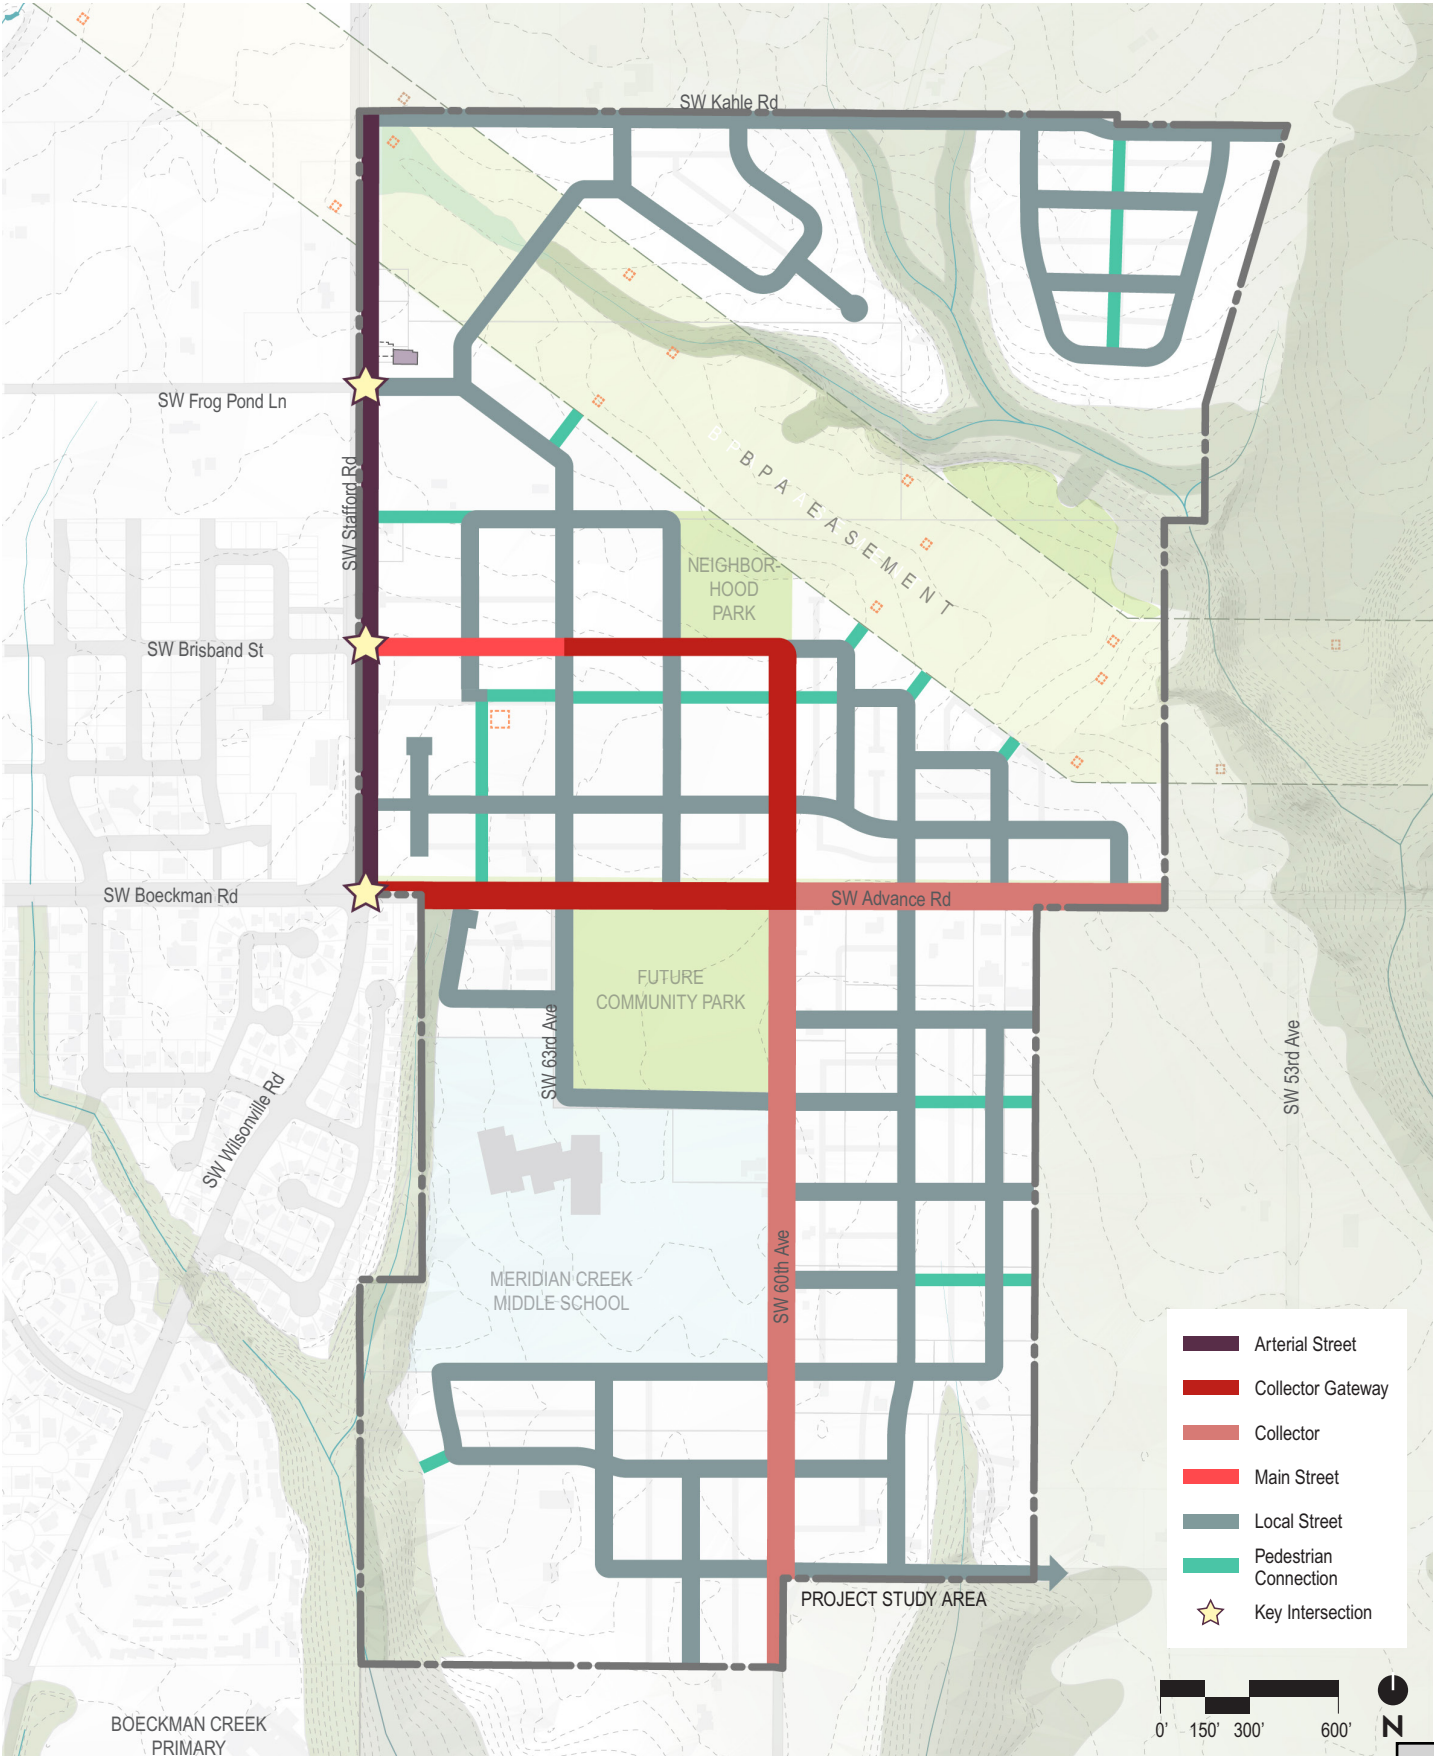 SW Kahle Rd
SW Frog Pond Ln
SW Stafford Rd
BPA EASEMENT
NEIGHBOR-
HOOD
PARK
SW Brisband St
SW Boeckman Rd
SW Advance Rd
FUTURE
COMMUNITY PARK
SW 63rd Ave
SW 53rd Ave
SW Wilsonville Rd
SW 60th Ave
MERIDIAN CREEK
MIDDLE SCHOOL
PROJECT STUDY AREA
BOECKMAN CREEK
PRIMARY
Arterial Street
Collector Gateway
Collector
Main Street
Local Street
Pedestrian
Connection
Key Intersection
0' 150' 300' 600'
N